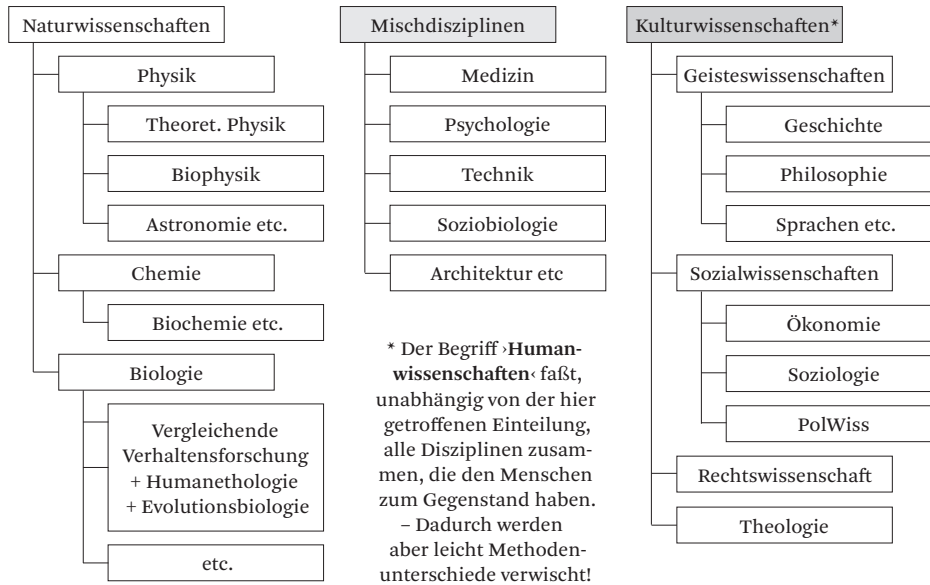 Naturwissenschaften
Physik
Theoret. Physik
Biophysik
Astronomie etc.
Chemie
Biochemie etc.
Biologie
Vergleichende
Verhaltensforschung
+ Humanethologie
+ Evolutionsbiologie
etc.
Mischdisziplinen
Medizin
Psychologie
Technik
Soziobiologie
Architektur etc
* Der Begriff ›Human-
wissenschaften‹ faßt,
unabhängig von der hier
getroffenen Einteilung,
alle Disziplinen zusam-
men, die den Menschen
zum Gegenstand haben.
– Dadurch werden
aber leicht Methoden-
unterschiede verwischt!
Kulturwissenschaften*
Geisteswissenschaften
Geschichte
Philosophie
Sprachen etc.
Sozialwissenschaften
Ökonomie
Soziologie
PolWiss
Rechtswissenschaft
Theologie